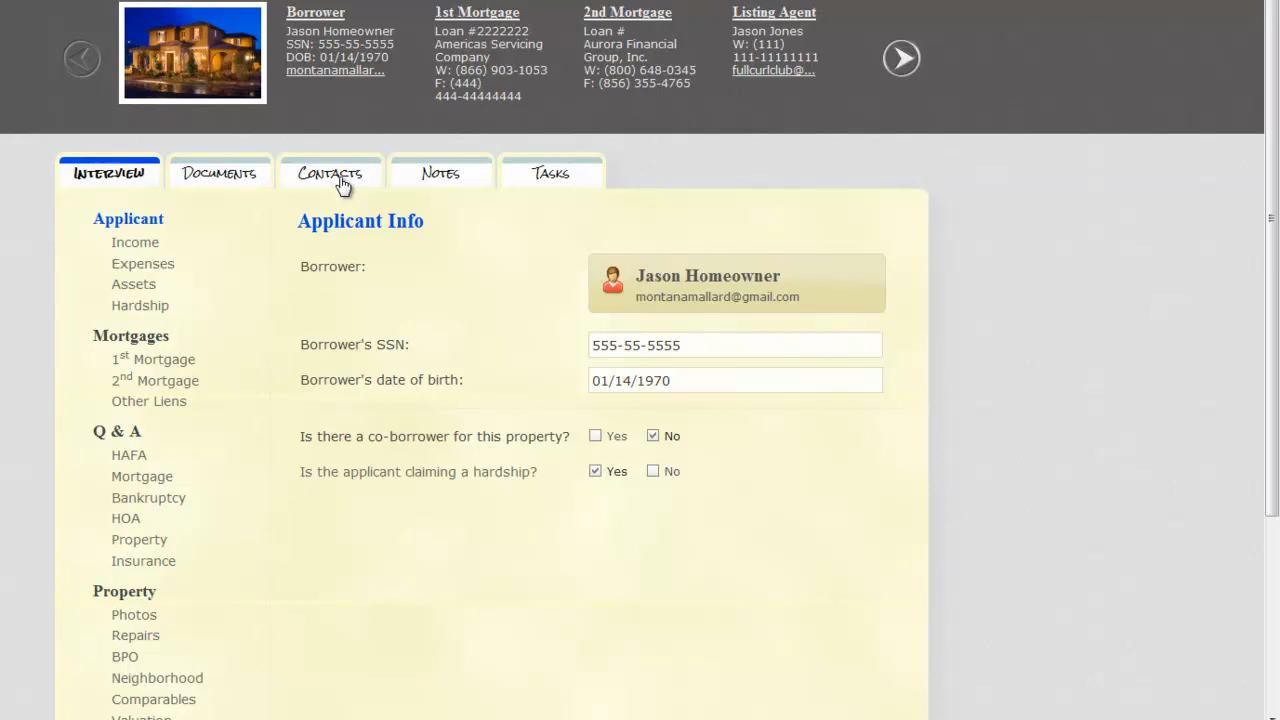 Borrower
Jason Homeowner
SSN: 555-55-5555
DOB: 01/14/1970
montanamallar...
1st Mortgage
Loan #2222222
Americas Servicing
Company
W: (866) 903-1053
F: (444)
444-44444444
2nd Mortgage
Loan #
Aurora Financial
Group, Inc.
W: (800) 648-0345
F: (856) 355-4765
Listing Agent
Jason Jones
W: (111)
111-11111111
fullcurlclub@...
INTERVIEW
DOCUMENTS
CONTACTS
NOTES
TASKS
Applicant
Income
Expenses
Assets
Hardship
Mortgages
1st Mortgage
2nd Mortgage
Other Liens
Q & A
HAFA
Mortgage
Bankruptcy
HOA
Property
Insurance
Property
Photos
Repairs
BPO
Neighborhood
Comparables
Valuation
Applicant Info
Borrower:
Jason Homeowner
montanamallard@gmail.com
Borrower's SSN:
555-55-5555
Borrower's date of birth:
01/14/1970
Is there a co-borrower for this property? Yes No
Is the applicant claiming a hardship? Yes No